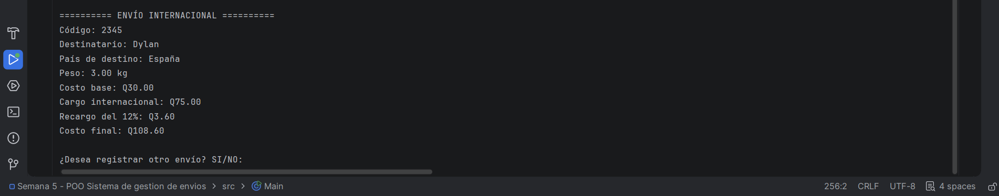 ========== ENVÍO INTERNACIONAL ==========
Código: 2345
Destinatario: Dylan
País de destino: España
Peso: 3.00 kg
Costo base: Q30.00
Cargo internacional: Q75.00
Recargo del 12%: Q3.60
Costo final: Q108.60
¿Desea registrar otro envío? SI/NO:
Semana 5 - POO Sistema de gestion de envios > src > Main 256:2 CRLF UTF-8 4 spaces